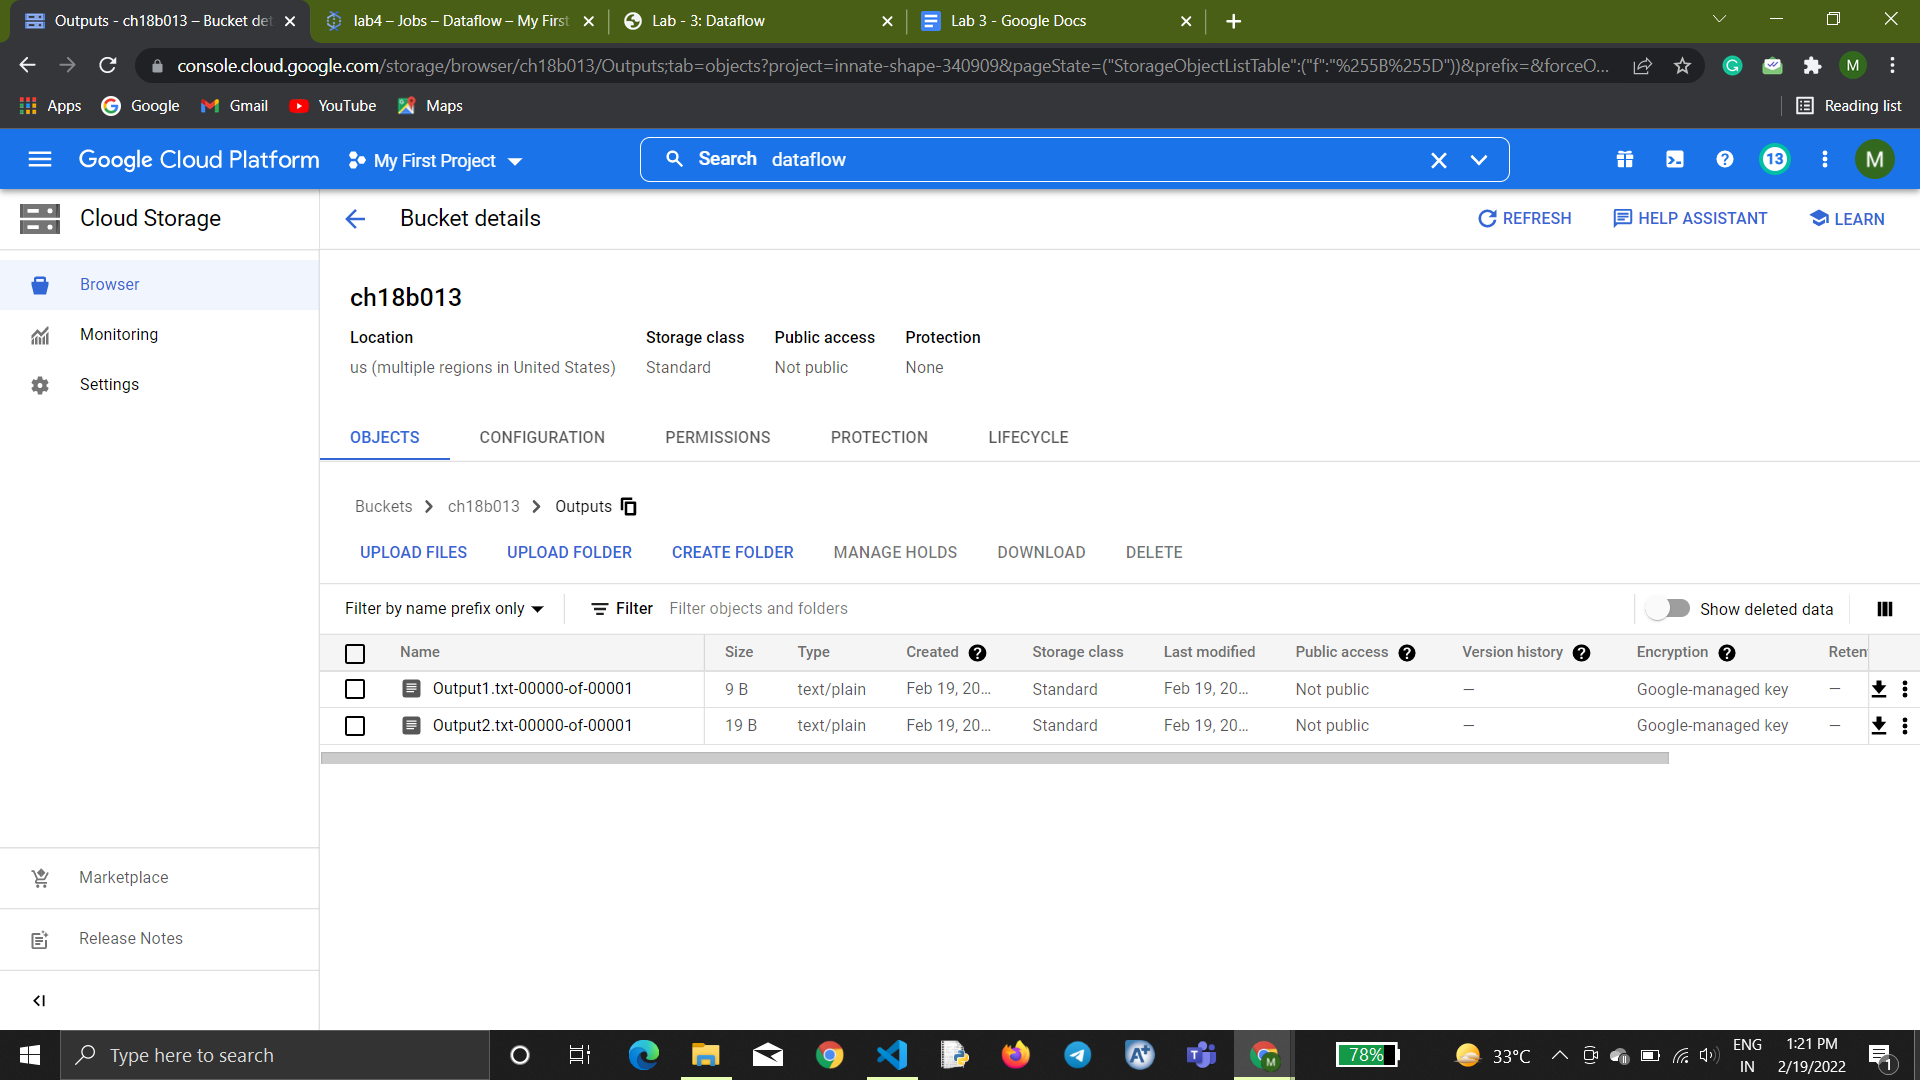 Outputs - ch18b013 – Bucket det
lab4 – Jobs – Dataflow – My First
Lab - 3: Dataflow
Lab 3 - Google Docs
console.cloud.google.com/storage/browser/ch18b013/Outputs;tab=objects?project=innate-shape-340909&pageState=("StorageObjectListTable":("f":"%255B%255D"))&prefix=&forceO...
M
Apps
Google
Gmail
YouTube
Maps
Reading list
Google Cloud Platform
My First Project
Search dataflow
13
M
Cloud Storage
Bucket details
REFRESH
HELP ASSISTANT
LEARN
Browser
Monitoring
Settings
ch18b013
Location Storage class Public access Protection
us (multiple regions in United States) Standard Not public None
OBJECTS CONFIGURATION PERMISSIONS PROTECTION LIFECYCLE
Buckets > ch18b013 > Outputs
UPLOAD FILES UPLOAD FOLDER CREATE FOLDER MANAGE HOLDS DOWNLOAD DELETE
Filter by name prefix only Filter Filter objects and folders Show deleted data
Name Size Type Created Storage class Last modified Public access Version history Encryption Reten
Output1.txt-00000-of-00001 9 B text/plain Feb 19, 20... Standard Feb 19, 20... Not public — Google-managed key —
Output2.txt-00000-of-00001 19 B text/plain Feb 19, 20... Standard Feb 19, 20... Not public — Google-managed key —
Marketplace
Release Notes
Type here to search
78%
33°C
ENG
IN
1:21 PM
2/19/2022
1